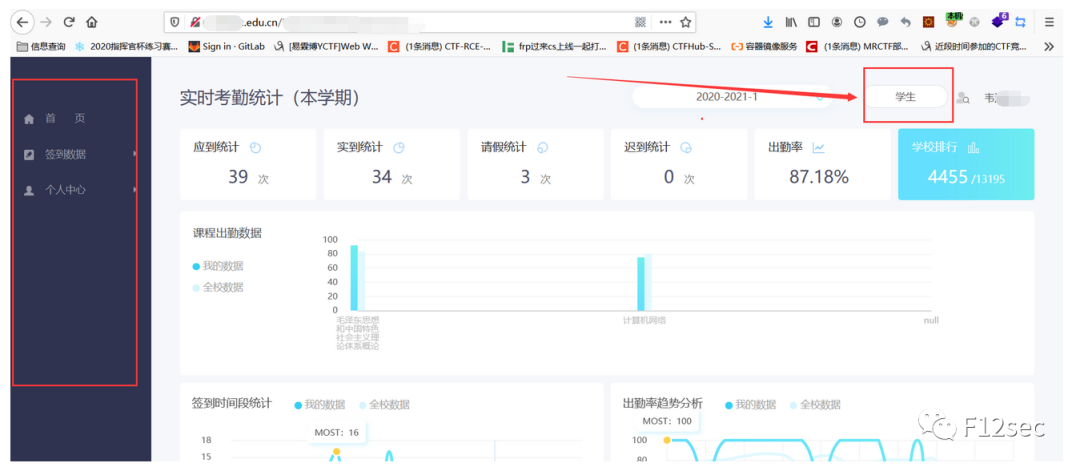 .edu.cn/
信息查询 2020指挥官杯练习赛... Sign in · GitLab [易霖博YCTF]Web W... (1条消息) CTF-RCE-... frp过来cs上线一起打... (1条消息) CTFHub-S... 容器镜像服务 (1条消息) MRCTF部... 近段时间参加的CTF竞...
实时考勤统计（本学期） 2020-2021-1 学生 韦
首 页
签到数据
个人中心
应到统计 实到统计 请假统计 迟到统计 出勤率 学校排行
39 次 34 次 3 次 0 次 87.18% 4455 /13195
课程出勤数据
我的数据
全校数据
100
80
60
40
20
0
毛泽东思想
和中国特色
社会主义理
论体系概论
计算机网络
null
签到时间段统计 我的数据 全校数据
MOST: 16
18
15
出勤率趋势分析 我的数据 全校数据
MOST: 100
100
80
F12sec